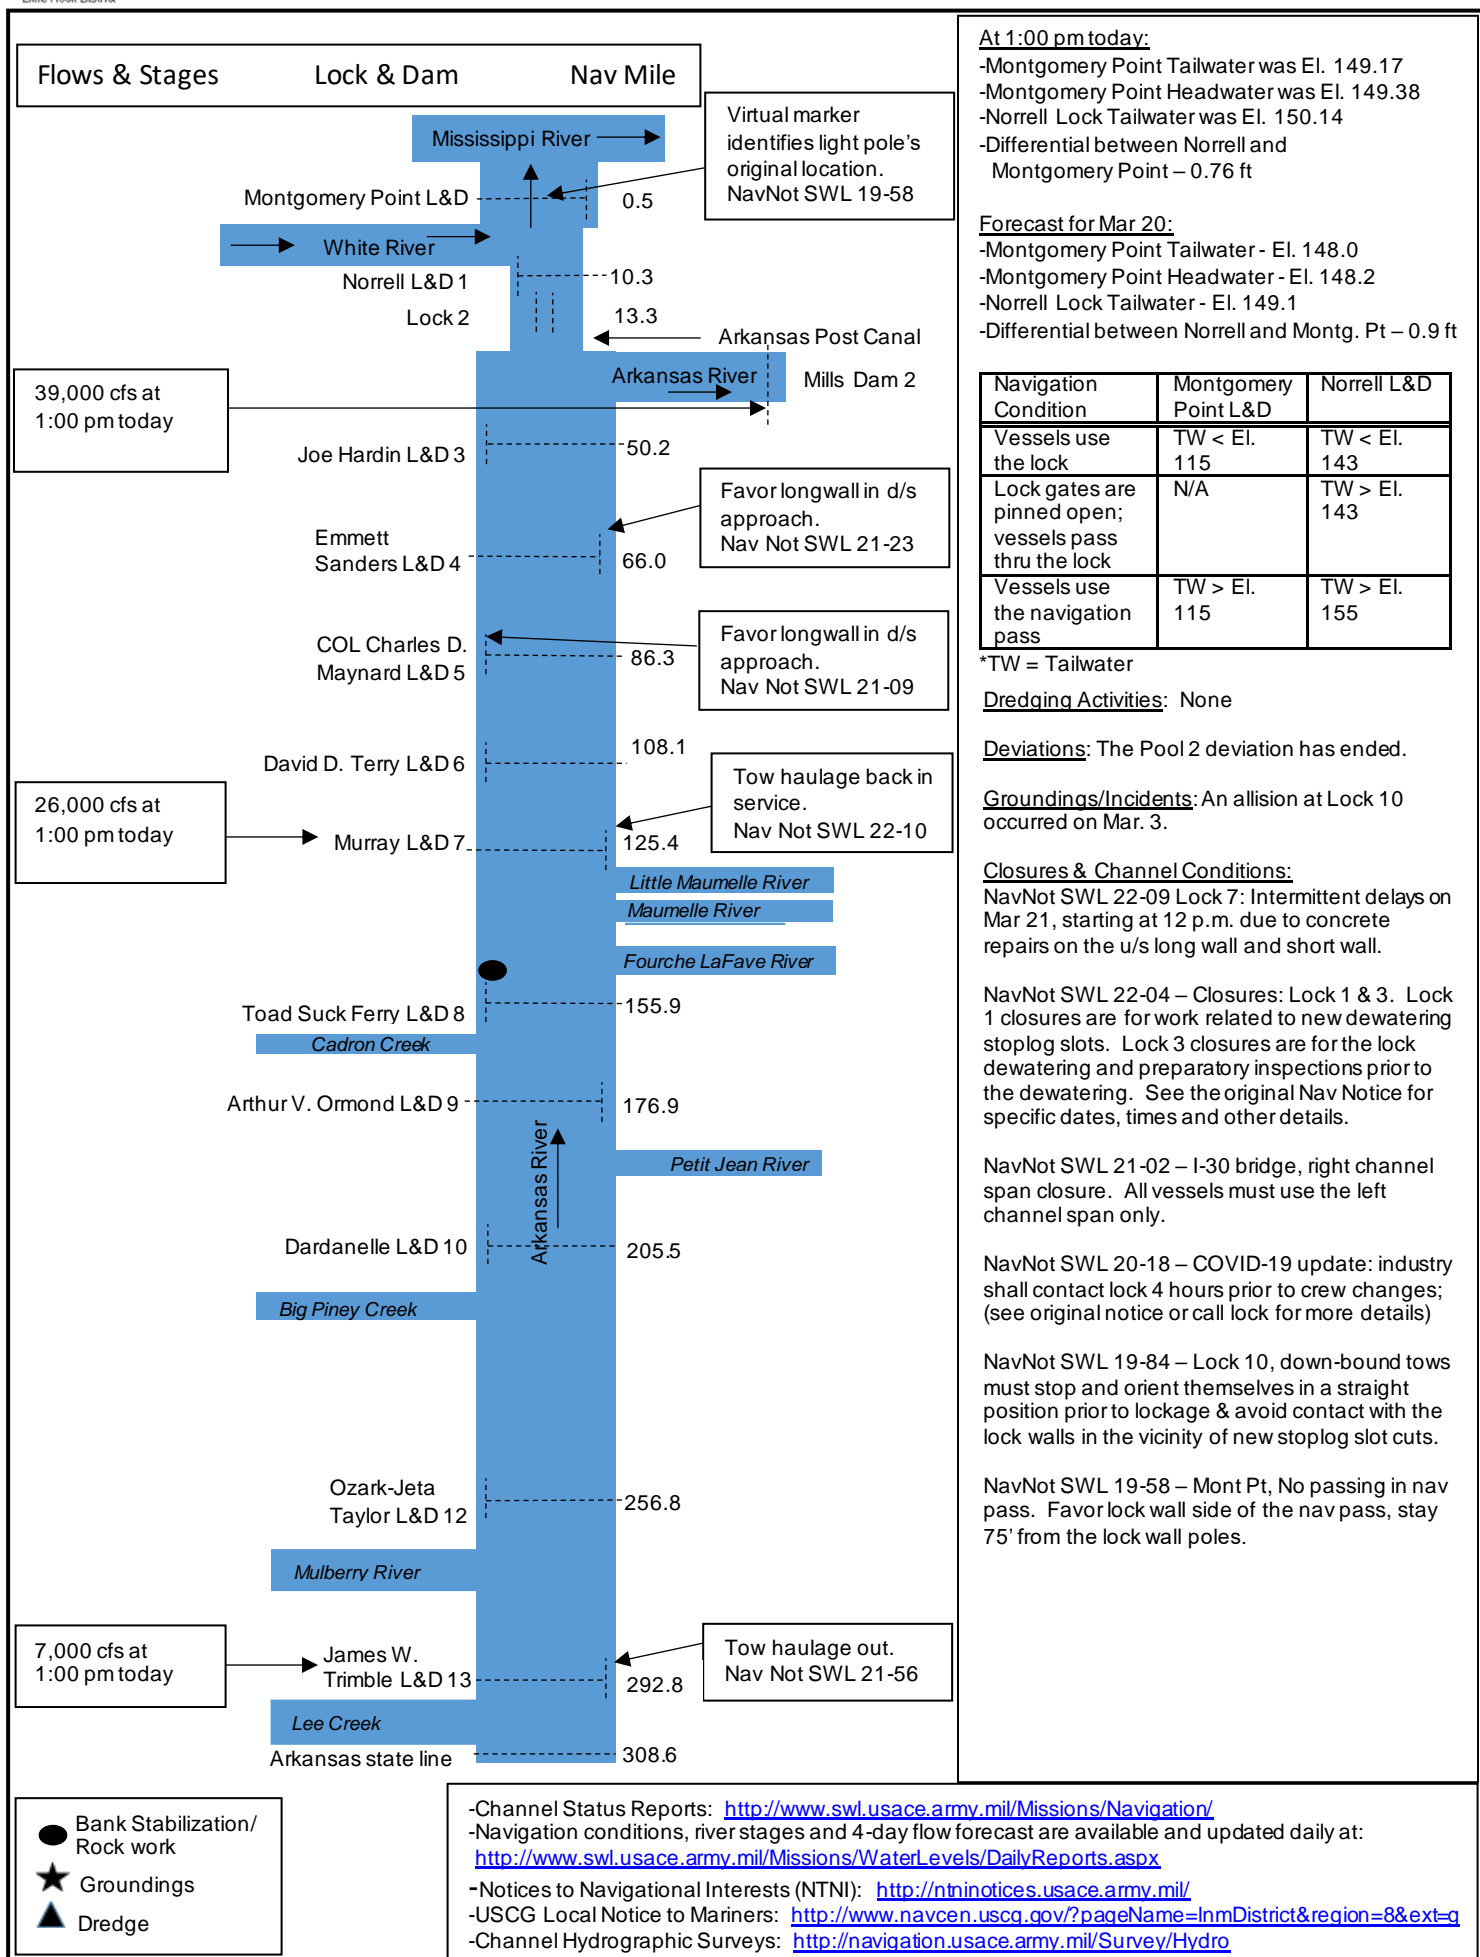 Little Rock District
Flows & Stages Lock & Dam Nav Mile
Virtual marker
identifies light pole's
original location.
NavNot SWL 19-58
Mississippi River
Montgomery Point L&D
0.5
White River
Norrell L&D 1
10.3
Lock 2
13.3
Arkansas Post Canal
Arkansas River
Mills Dam 2
39,000 cfs at
1:00 pm today
Joe Hardin L&D 3
50.2
Favor longwall in d/s
approach.
Nav Not SWL 21-23
Emmett
Sanders L&D 4
66.0
Favor longwall in d/s
approach.
Nav Not SWL 21-09
COL Charles D.
Maynard L&D 5
86.3
David D. Terry L&D 6
108.1
Tow haulage back in
service.
Nav Not SWL 22-10
26,000 cfs at
1:00 pm today
Murray L&D 7
125.4
Little Maumelle River
Maumelle River
Fourche LaFave River
Toad Suck Ferry L&D 8
155.9
Cadron Creek
Arthur V. Ormond L&D 9
176.9
Arkansas River
Petit Jean River
Dardanelle L&D 10
205.5
Big Piney Creek
Ozark-Jeta
Taylor L&D 12
256.8
Mulberry River
7,000 cfs at
1:00 pm today
James W.
Trimble L&D 13
292.8
Tow haulage out.
Nav Not SWL 21-56
Lee Creek
Arkansas state line
308.6
At 1:00 pm today:
-Montgomery Point Tailwater was El. 149.17
-Montgomery Point Headwater was El. 149.38
-Norrell Lock Tailwater was El. 150.14
-Differential between Norrell and
Montgomery Point – 0.76 ft
Forecast for Mar 20:
-Montgomery Point Tailwater - El. 148.0
-Montgomery Point Headwater - El. 148.2
-Norrell Lock Tailwater - El. 149.1
-Differential between Norrell and Montg. Pt – 0.9 ft
Navigation Montgomery Norrell L&D
Condition Point L&D
Vessels use TW < El. TW < El.
the lock 115 143
Lock gates are N/A TW > El.
pinned open; 143
vessels pass
thru the lock
Vessels use TW > El. TW > El.
the navigation 115 155
pass
*TW = Tailwater
Dredging Activities: None
Deviations: The Pool 2 deviation has ended.
Groundings/Incidents: An allision at Lock 10
occurred on Mar. 3.
Closures & Channel Conditions:
NavNot SWL 22-09 Lock 7: Intermittent delays on
Mar 21, starting at 12 p.m. due to concrete
repairs on the u/s long wall and short wall.
NavNot SWL 22-04 – Closures: Lock 1 & 3. Lock
1 closures are for work related to new dewatering
stoplog slots. Lock 3 closures are for the lock
dewatering and preparatory inspections prior to
the dewatering. See the original Nav Notice for
specific dates, times and other details.
NavNot SWL 21-02 – I-30 bridge, right channel
span closure. All vessels must use the left
channel span only.
NavNot SWL 20-18 – COVID-19 update: industry
shall contact lock 4 hours prior to crew changes;
(see original notice or call lock for more details)
NavNot SWL 19-84 – Lock 10, down-bound tows
must stop and orient themselves in a straight
position prior to lockage & avoid contact with the
lock walls in the vicinity of new stoplog slot cuts.
NavNot SWL 19-58 – Mont Pt, No passing in nav
pass. Favor lock wall side of the nav pass, stay
75' from the lock wall poles.
Bank Stabilization/
Rock work
Groundings
Dredge
-Channel Status Reports: http://www.swl.usace.army.mil/Missions/Navigation/
-Navigation conditions, river stages and 4-day flow forecast are available and updated daily at:
http://www.swl.usace.army.mil/Missions/WaterLevels/DailyReports.aspx
-Notices to Navigational Interests (NTNI): http://ntninotices.usace.army.mil/
-USCG Local Notice to Mariners: http://www.navcen.uscg.gov/?pageName=lnmDistrict&region=8&ext=g
-Channel Hydrographic Surveys: http://navigation.usace.army.mil/Survey/Hydro